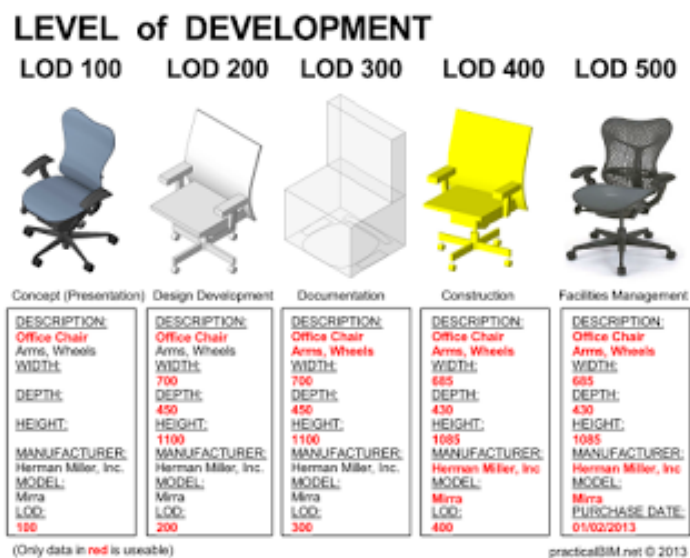 LEVEL of DEVELOPMENT
LOD 100 LOD 200 LOD 300 LOD 400 LOD 500
Concept (Presentation) Design Development Documentation Construction Facilities Management
DESCRIPTION:
Office Chair
Arms, Wheels
WIDTH:
DEPTH:
HEIGHT:
MANUFACTURER:
Herman Miller, Inc.
MODEL:
Mirra
LOD:
100
DESCRIPTION:
Office Chair
Arms, Wheels
WIDTH:
700
DEPTH:
450
HEIGHT:
1100
MANUFACTURER:
Herman Miller, Inc.
MODEL:
Mirra
LOD:
200
DESCRIPTION:
Office Chair
Arms, Wheels
WIDTH:
700
DEPTH:
450
HEIGHT:
1100
MANUFACTURER:
Herman Miller, Inc.
MODEL:
Mirra
LOD:
300
DESCRIPTION:
Office Chair
Arms, Wheels
WIDTH:
685
DEPTH:
430
HEIGHT:
1085
MANUFACTURER:
Herman Miller, Inc
MODEL:
Mirra
LOD:
400
DESCRIPTION:
Office Chair
Arms, Wheels
WIDTH:
685
DEPTH:
430
HEIGHT:
1085
MANUFACTURER:
Herman Miller, Inc
MODEL:
Mirra
PURCHASE DATE:
01/02/2013
(Only data in red is useable)
practicalBIM.net © 2013